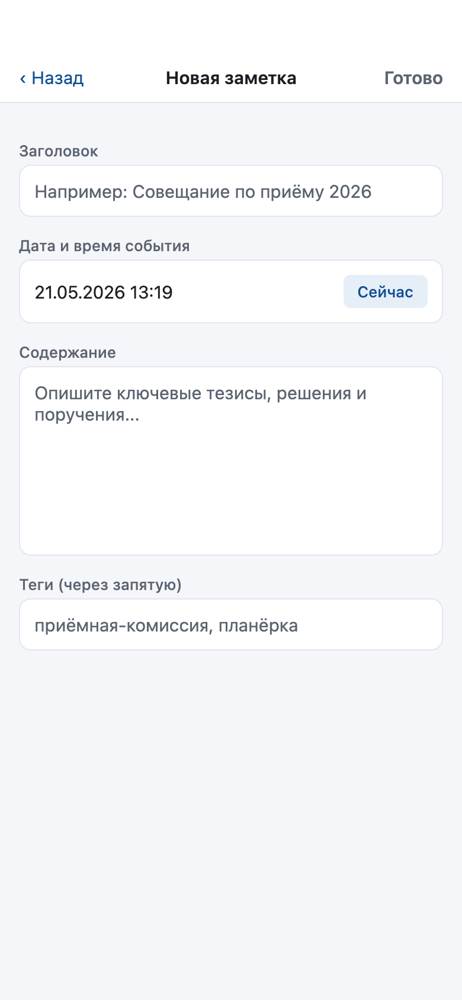 ‹ Назад Новая заметка Готово
Заголовок
Например: Совещание по приёму 2026
Дата и время события
21.05.2026 13:19 Сейчас
Содержание
Опишите ключевые тезисы, решения и
поручения...
Теги (через запятую)
приёмная-комиссия, планёрка